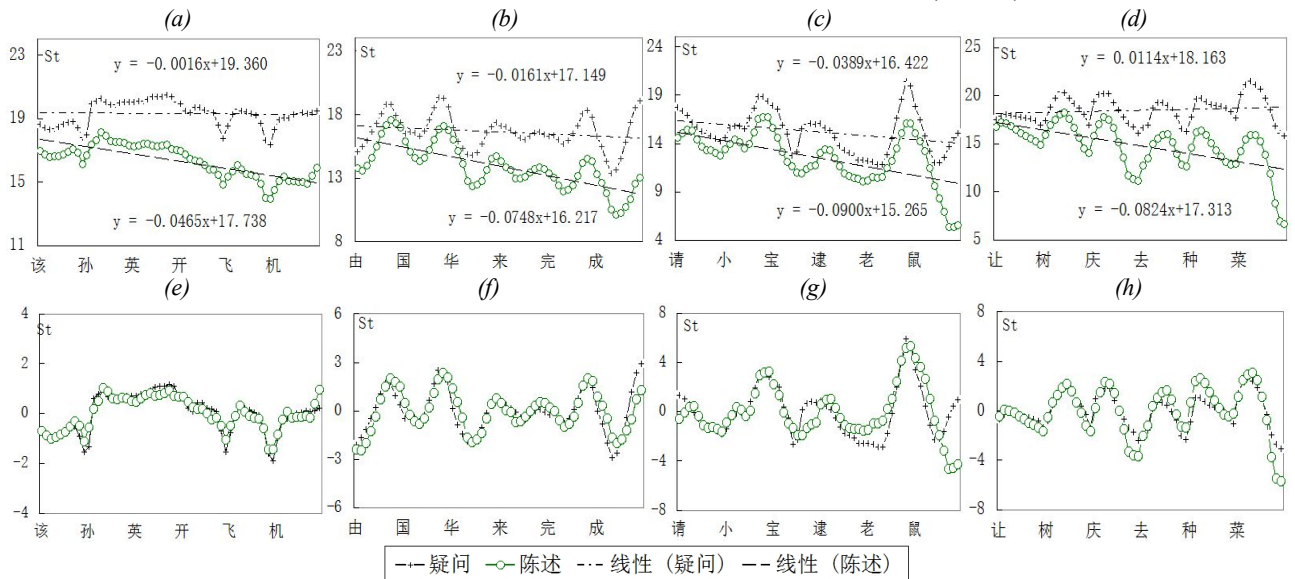 (a) (b) (c) (d)
23 St y = -0.0016x+19.360 19 15 y = -0.0465x+17.738 11
该 孙 英 开 飞 机
23 St y = -0.0161x+17.149 18 13 y = -0.0748x+16.217 8
由 国 华 来 完 成
24 St y = -0.0389x+16.422 19 14 9 y = -0.0900x+15.265 4
请 小 宝 逮 老 鼠
25 St y = 0.0114x+18.163 20 15 10 y = -0.0824x+17.313 5
让 树 庆 去 种 菜
(e) (f) (g) (h)
4 St 2 0 -2 -4
该 孙 英 开 飞 机
6 St 3 0 -3 -6
由 国 华 来 完 成
8 St 4 0 -4 -8
请 小 宝 逮 老 鼠
8 St 4 0 -4 -8
让 树 庆 去 种 菜
疑问 陈述 线性 (疑问) 线性 (陈述)